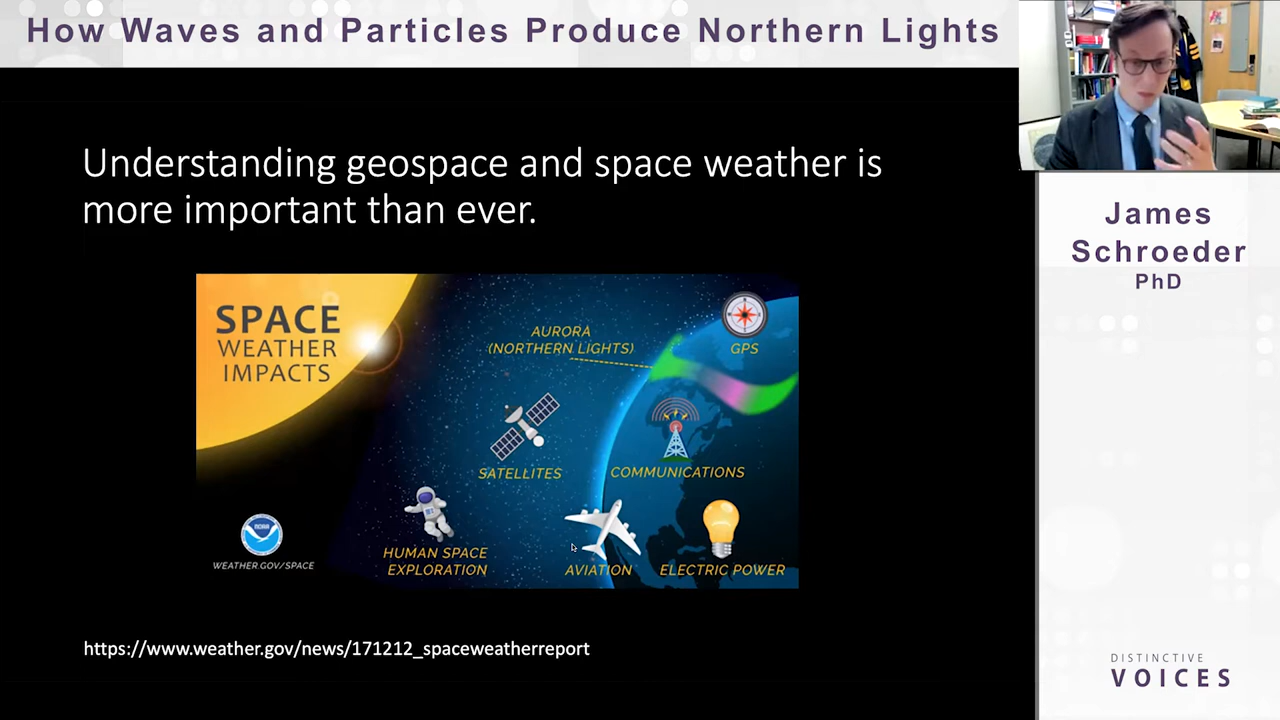 How Waves and Particles Produce Northern Lights
James
Schroeder
PhD
Understanding geospace and space weather is
more important than ever.
SPACE
WEATHER
IMPACTS
AURORA
(NORTHERN LIGHTS)
GPS
SATELLITES
COMMUNICATIONS
NOAA
WEATHER.GOV/SPACE
HUMAN SPACE
EXPLORATION
AVIATION
ELECTRIC POWER
https://www.weather.gov/news/171212_spaceweatherreport
DISTINCTIVE
VOICES